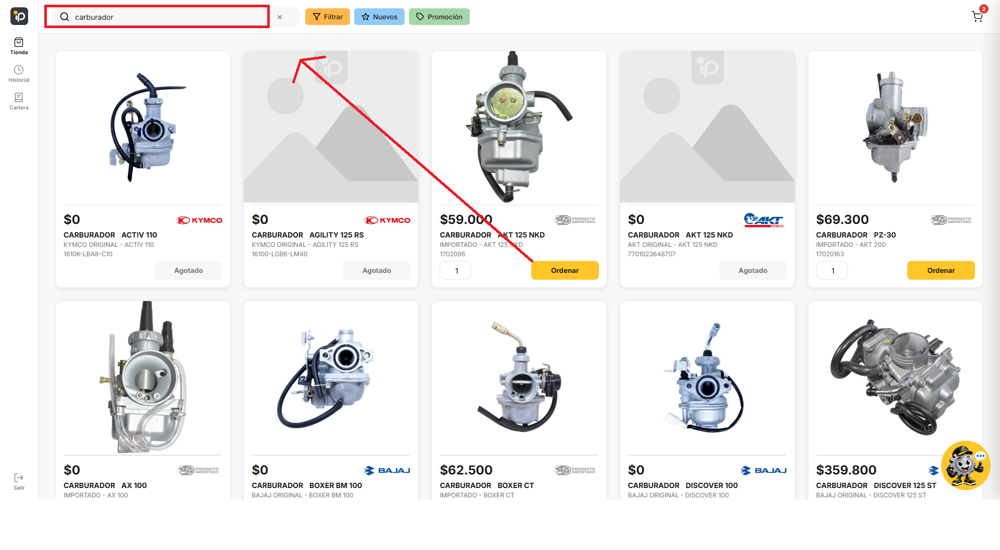 ip
carburador
×
Filtrar
Nuevos
Promoción
2
Tienda
Historial
Cartera
Salir
ip
ip
$0
KYMCO
CARBURADOR ACTIV 110
KYMCO ORIGINAL - ACTIV 110
1610K-LBA8-C10
Agotado
$0
KYMCO
CARBURADOR AGILITY 125 RS
KYMCO ORIGINAL - AGILITY 125 RS
16100-LGB6-LM40
Agotado
$59.000
PRODUCTO
IMPORTADO
CARBURADOR AKT 125 NKD
IMPORTADO - AKT 125 NKD
1702096
1
Ordenar
$0
AKT
MOTOS
CARBURADOR AKT 125 NKD
AKT ORIGINAL - AKT 125 NKD
7701023648707
Agotado
$69.300
PRODUCTO
IMPORTADO
CARBURADOR PZ-30
IMPORTADO - AKT 200
17020163
1
Ordenar
$0
PRODUCTO
IMPORTADO
CARBURADOR AX 100
IMPORTADO - AX 100
$0
BAJAJ
CARBURADOR BOXER BM 100
BAJAJ ORIGINAL - BOXER BM 100
$62.500
PRODUCTO
IMPORTADO
CARBURADOR BOXER CT
IMPORTADO - BOXER CT
$0
BAJAJ
CARBURADOR DISCOVER 100
BAJAJ ORIGINAL - DISCOVER 100
$359.800
CARBURADOR DISCOVER 125 ST
BAJAJ ORIGINAL - DISCOVER 125 ST